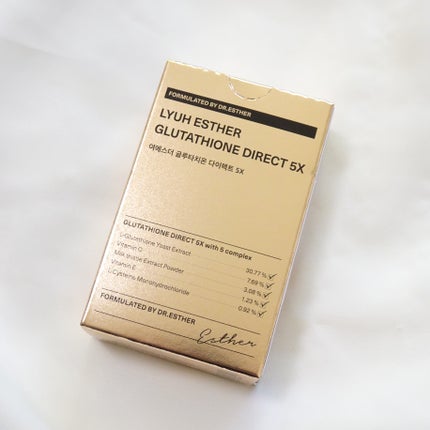 FORMULATED BY DR.ESTHER
LYUH ESTHER
GLUTATHIONE DIRECT 5X
여에스더 글루타치온 다이렉트 5X
GLUTATHIONE DIRECT 5X with 5 complex
L-Glutathione Yeast Extract 30.77 %
Vitamin C 7.69 %
Milk thistle Extract Powder 3.08 %
Vitamin E 1.23 %
L-Cysteine Monohydrochloride 0.92 %
FORMULATED BY DR.ESTHER
Esther